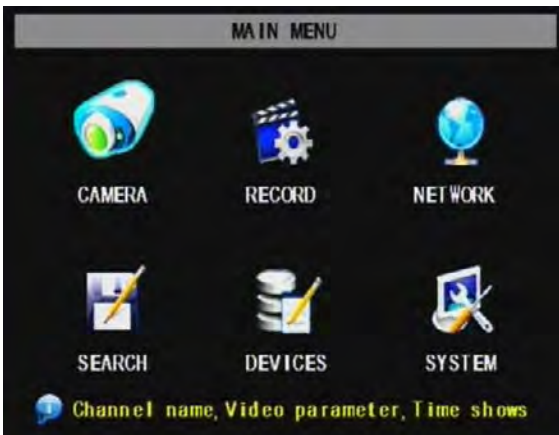 MAIN MENU
CAMERA RECORD NETWORK
SEARCH DEVICES SYSTEM
Channel name, Video parameter, Time shows